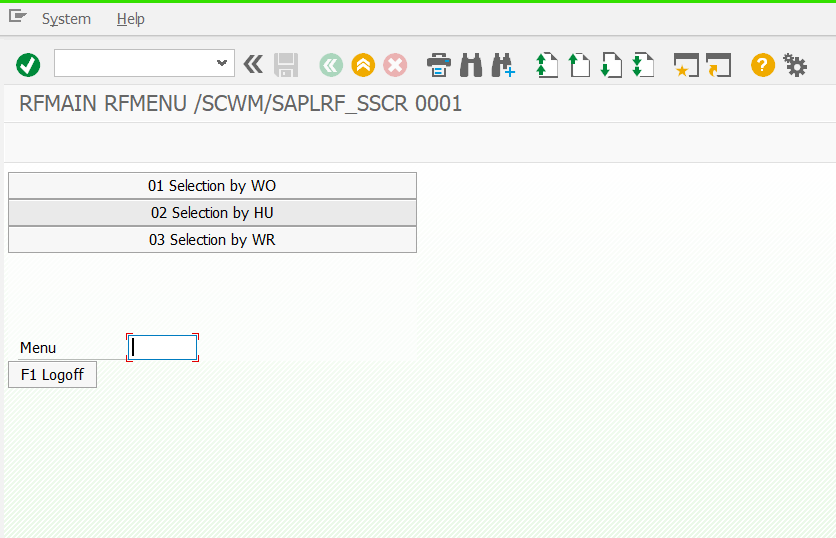 System Help
RFMAIN RFMENU /SCWM/SAPLRF_SSCR 0001
01 Selection by WO
02 Selection by HU
03 Selection by WR
Menu
F1 Logoff